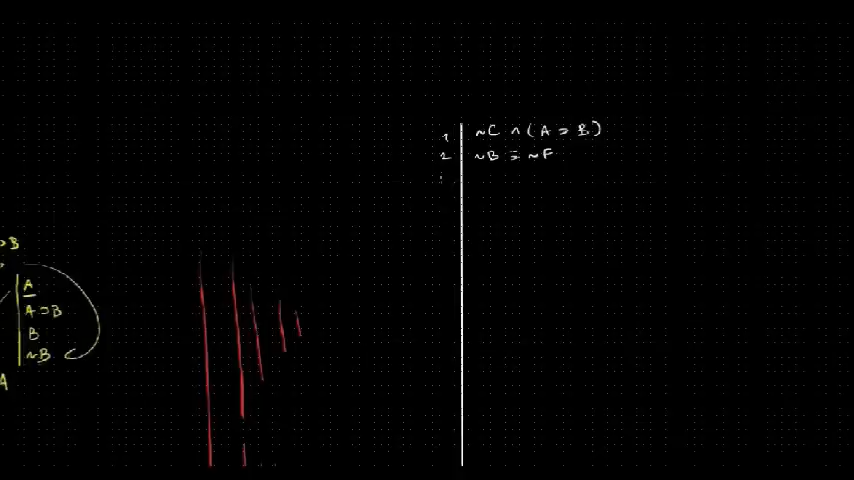 1 ~C ∧ (A ⊃ B)
2 ~B ≡ ~F
⊃B
A
A ⊃ B
B
~B
A